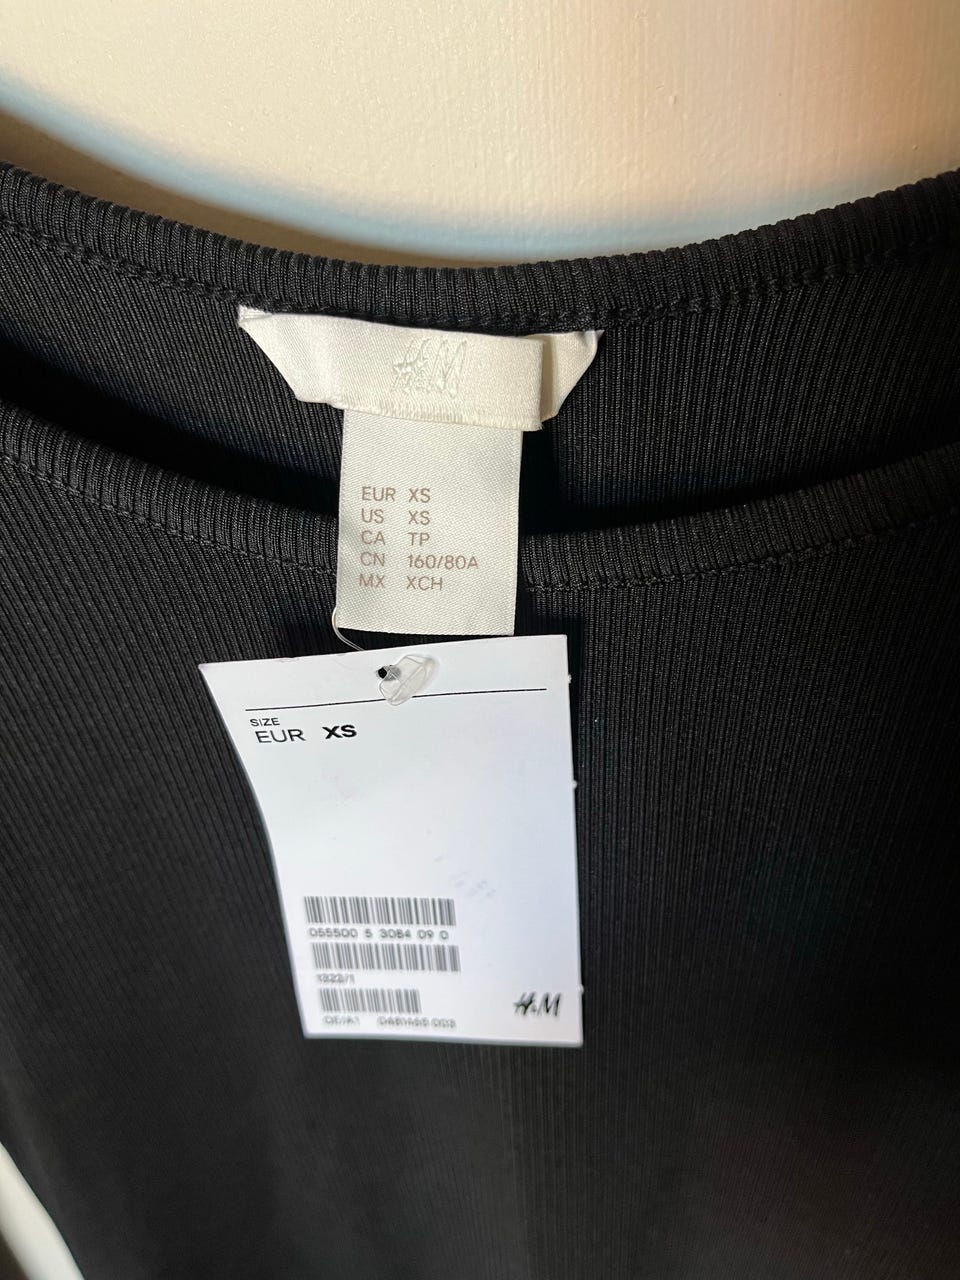 H&M
EUR XS
US XS
CA TP
CN 160/80A
MX XCH
SIZE
EUR XS
055500 5 3084 09 0
1322/1
H&M